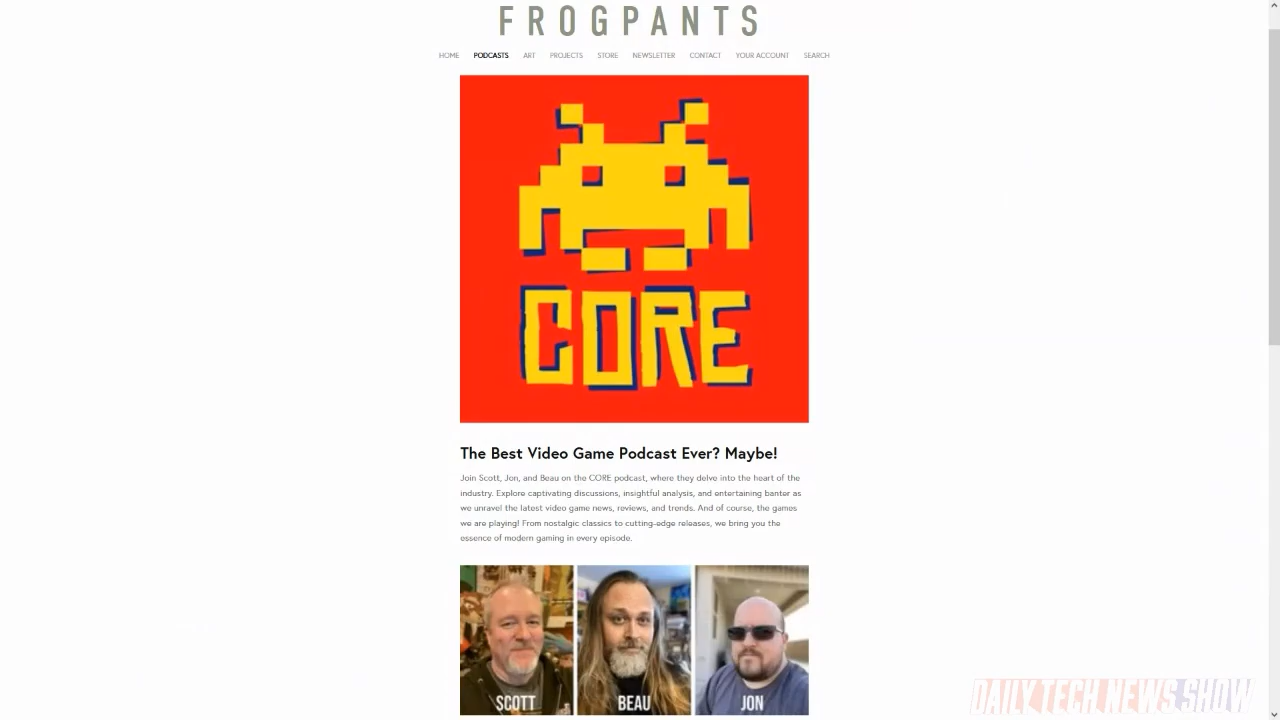 FROGPANTS
HOME PODCASTS ART PROJECTS STORE NEWSLETTER CONTACT YOUR ACCOUNT SEARCH
CORE
The Best Video Game Podcast Ever? Maybe!
Join Scott, Jon, and Beau on the CORE podcast, where they delve into the heart of the
industry. Explore captivating discussions, insightful analysis, and entertaining banter as
we unravel the latest video game news, reviews, and trends. And of course, the games
we are playing! From nostalgic classics to cutting-edge releases, we bring you the
essence of modern gaming in every episode.
SCOTT BEAU JON
DAILY TECH NEWS SHOW